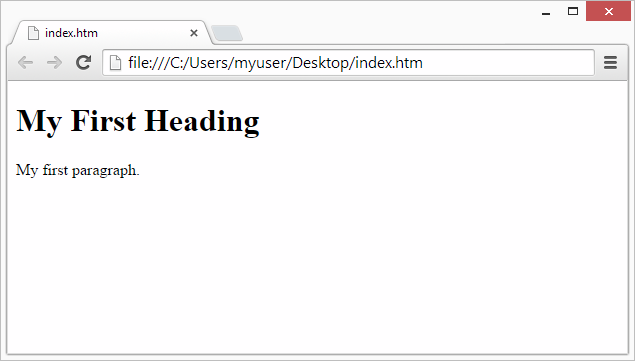 index.htm
file:///C:/Users/myuser/Desktop/index.htm
My First Heading
My first paragraph.